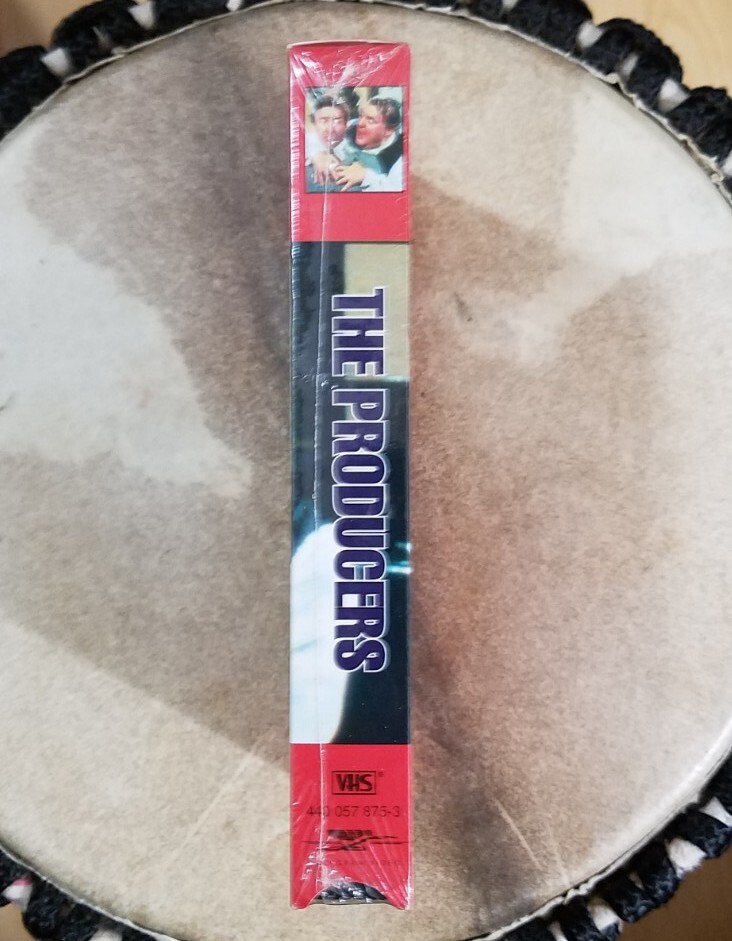 THE PRODUCERS
VHS®
440 057 875-3